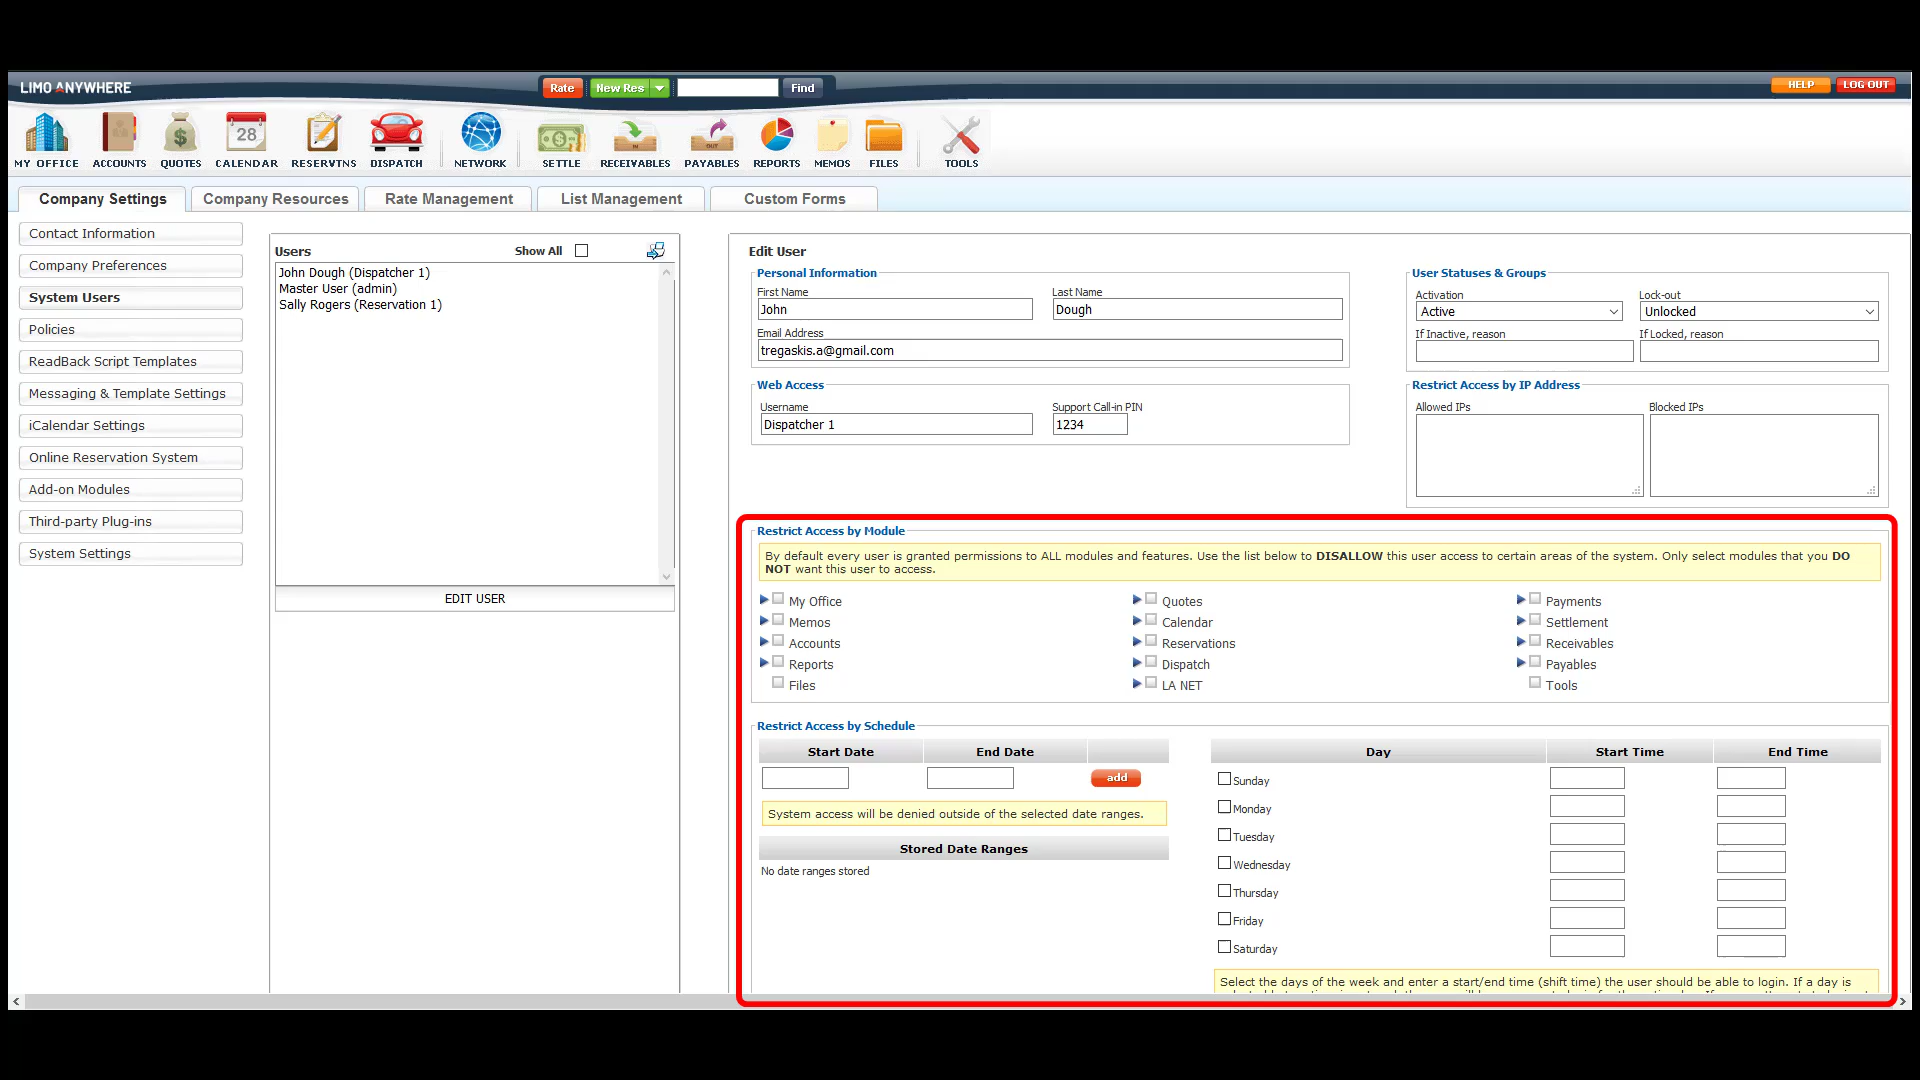 LIMO ANYWHERE
Rate
New Res
Find
HELP
LOG OUT
MY OFFICE
ACCOUNTS
QUOTES
28
CALENDAR
RESERVTNS
DISPATCH
NETWORK
SETTLE
IN
RECEIVABLES
OUT
PAYABLES
REPORTS
MEMOS
FILES
TOOLS
Company Settings
Company Resources
Rate Management
List Management
Custom Forms
Contact Information
Company Preferences
System Users
Policies
ReadBack Script Templates
Messaging & Template Settings
iCalendar Settings
Online Reservation System
Add-on Modules
Third-party Plug-ins
System Settings
Users
Show All
John Dough (Dispatcher 1)
Master User (admin)
Sally Rogers (Reservation 1)
EDIT USER
Edit User
Personal Information
First Name
Last Name
John
Dough
Email Address
tregaskis.a@gmail.com
Web Access
Username
Support Call-in PIN
Dispatcher 1
1234
User Statuses & Groups
Activation
Lock-out
Active
Unlocked
If Inactive, reason
If Locked, reason
Restrict Access by IP Address
Allowed IPs
Blocked IPs
Restrict Access by Module
By default every user is granted permissions to ALL modules and features. Use the list below to DISALLOW this user access to certain areas of the system. Only select modules that you DO
NOT want this user to access.
My Office
Memos
Accounts
Reports
Files
Quotes
Calendar
Reservations
Dispatch
LA NET
Payments
Settlement
Receivables
Payables
Tools
Restrict Access by Schedule
Start Date
End Date
add
System access will be denied outside of the selected date ranges.
Stored Date Ranges
No date ranges stored
Day
Start Time
End Time
Sunday
Monday
Tuesday
Wednesday
Thursday
Friday
Saturday
Select the days of the week and enter a start/end time (shift time) the user should be able to login. If a day is